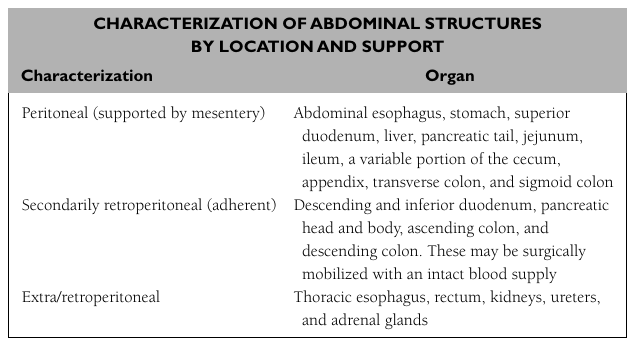 CHARACTERIZATION OF ABDOMINAL STRUCTURES
BY LOCATION AND SUPPORT
Characterization Organ
Peritoneal (supported by mesentery) Abdominal esophagus, stomach, superior
duodenum, liver, pancreatic tail, jejunum,
ileum, a variable portion of the cecum,
appendix, transverse colon, and sigmoid colon
Secondarily retroperitoneal (adherent) Descending and inferior duodenum, pancreatic
head and body, ascending colon, and
descending colon. These may be surgically
mobilized with an intact blood supply
Extra/retroperitoneal Thoracic esophagus, rectum, kidneys, ureters,
and adrenal glands